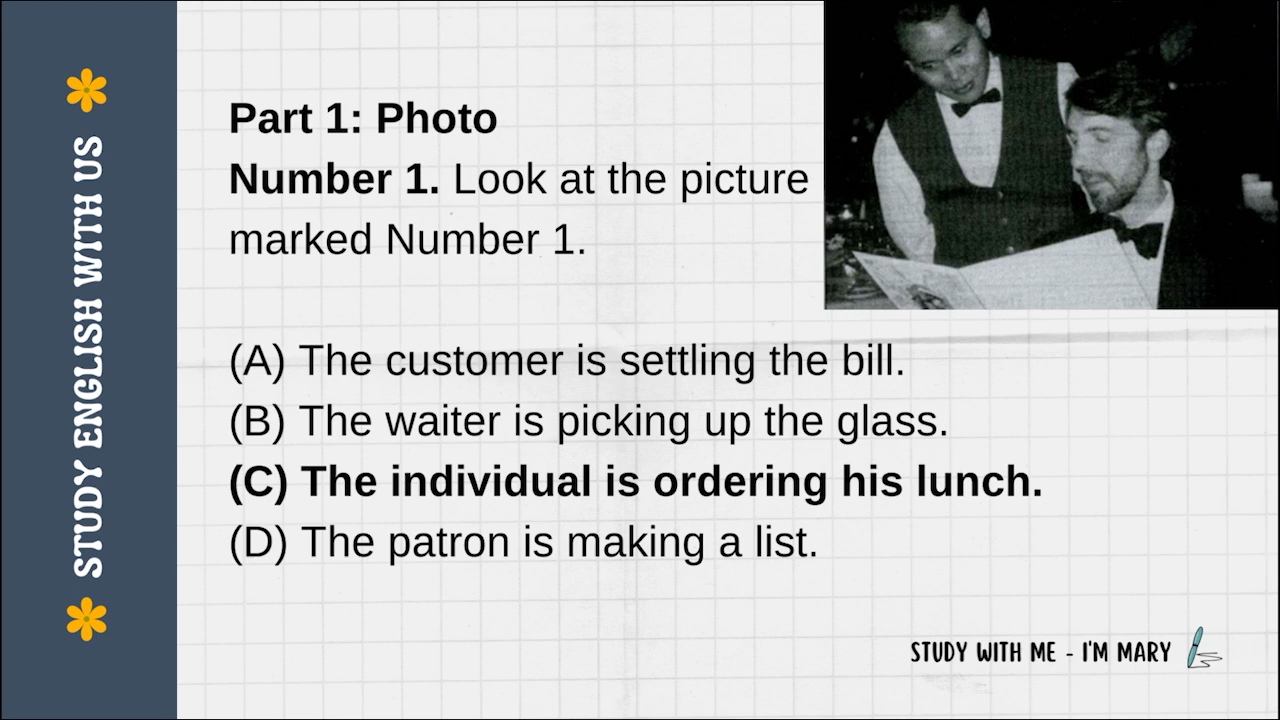 STUDY ENGLISH WITH US
Part 1: Photo
Number 1. Look at the picture
marked Number 1.
(A) The customer is settling the bill.
(B) The waiter is picking up the glass.
(C) The individual is ordering his lunch.
(D) The patron is making a list.
STUDY WITH ME - I'M MARY